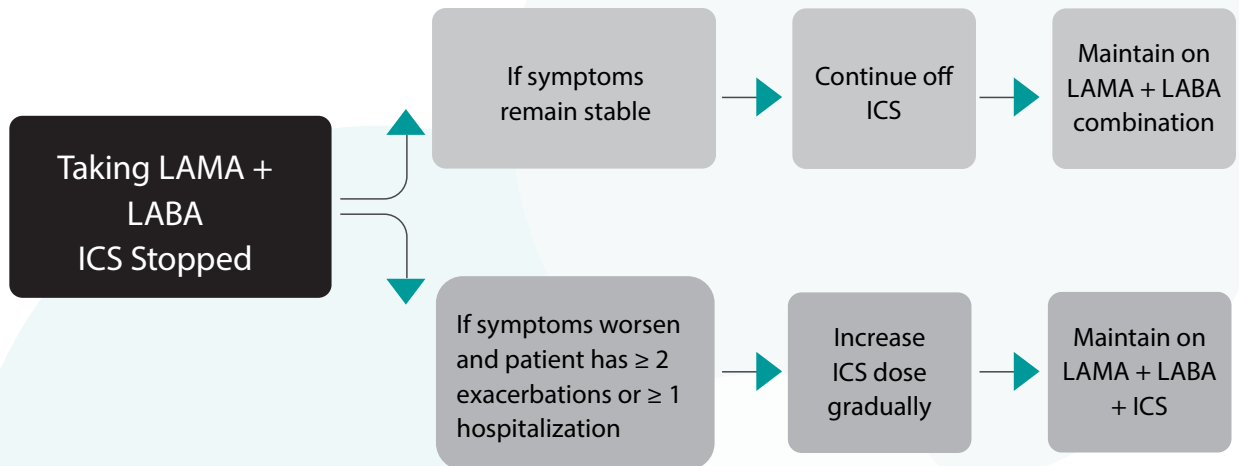 Taking LAMA +
LABA
ICS Stopped
If symptoms
remain stable
Continue off
ICS
Maintain on
LAMA + LABA
combination
If symptoms worsen
and patient has ≥ 2
exacerbations or ≥ 1
hospitalization
Increase
ICS dose
gradually
Maintain on
LAMA + LABA
+ ICS